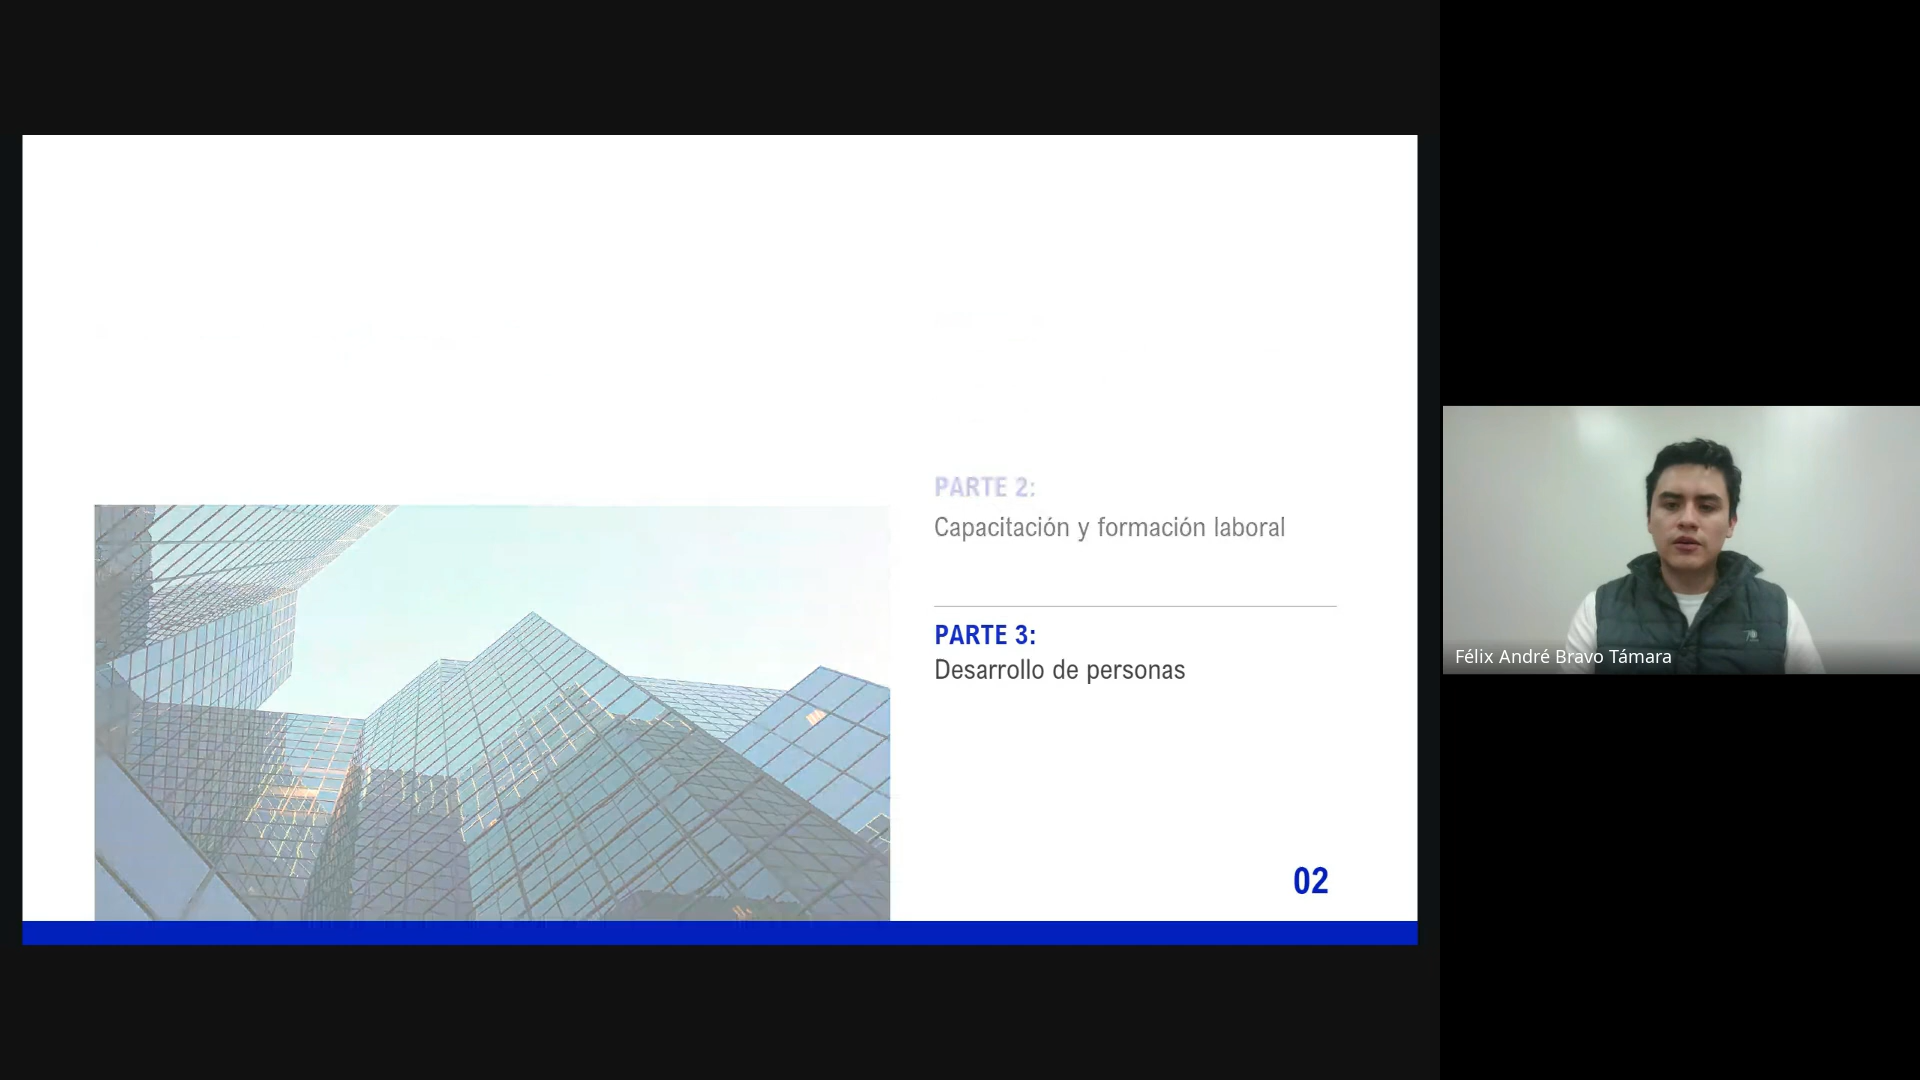 PARTE 2:
Capacitación y formación laboral
PARTE 3:
Desarrollo de personas
02
Félix André Bravo Támara